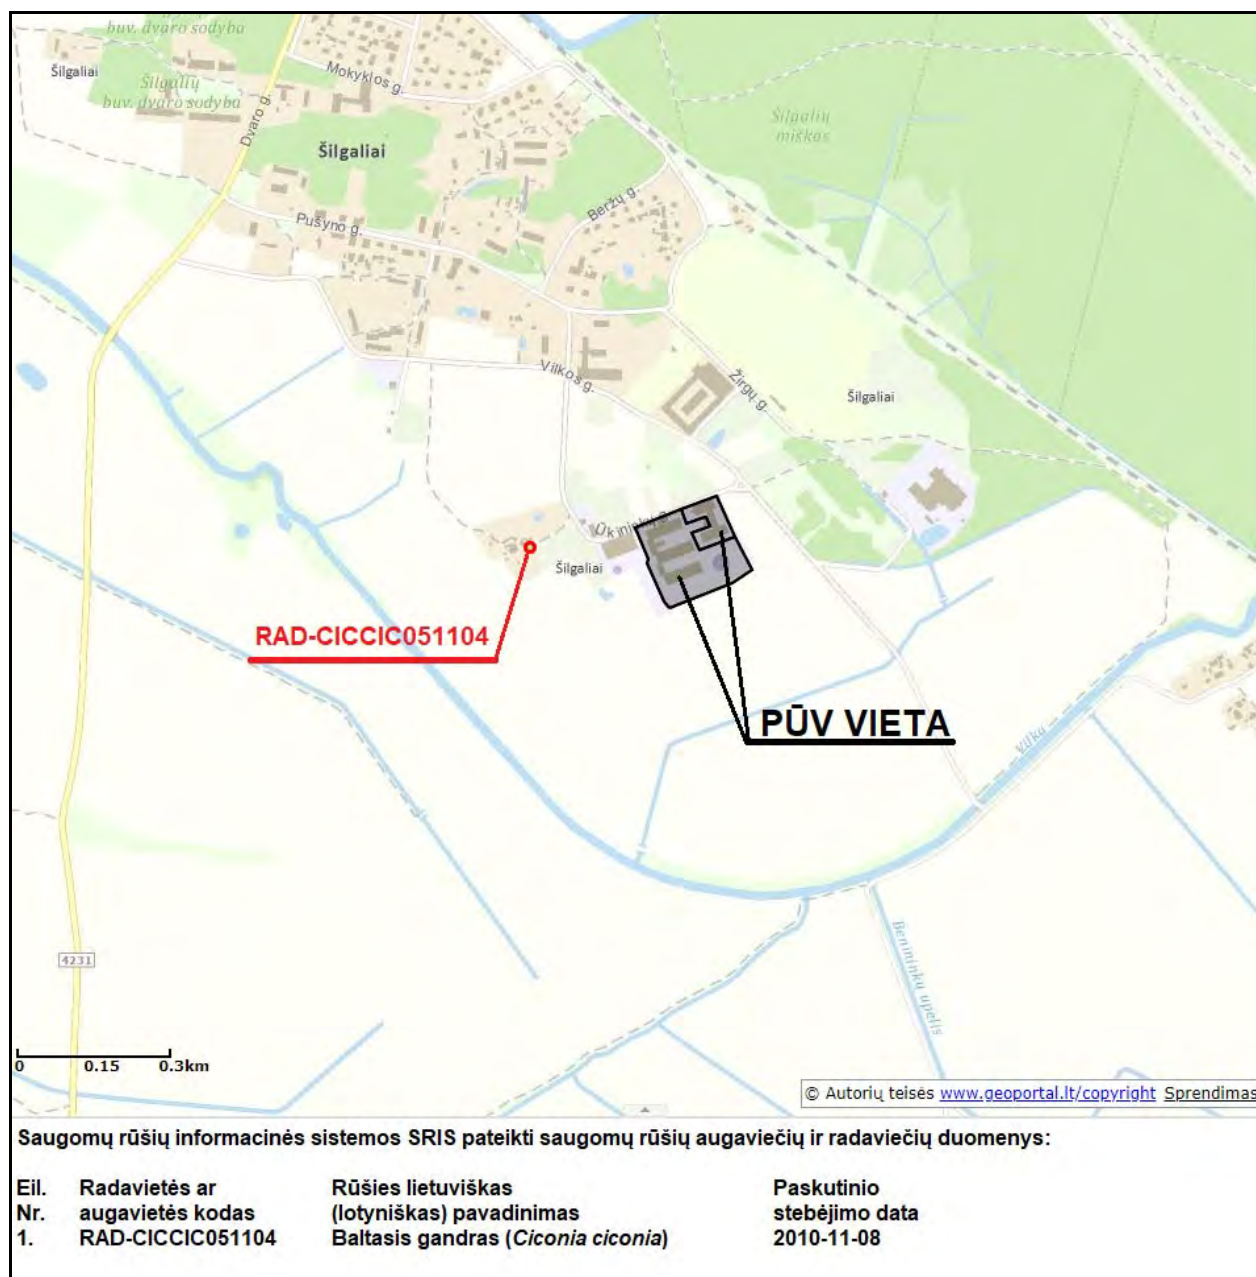 buv. dvaro sodyba
Šilgaliai
Šilgalių
buv. dvaro sodyba
Mokyklos g.
Dvaro g.
Šilgaliai
Šilgalių
miškas
Beržų g.
Pušyno g.
Vilkos g.
Žirgų g.
Šilgaliai
Ūkininkų g.
Šilgaliai
RAD-CICCIC051104
PŪV VIETA
Vilka
Benininkų upelis
4231
0 0.15 0.3km
© Autorių teisės www.geoportal.lt/copyright Sprendimas
Saugomų rūšių informacinės sistemos SRIS pateikti saugomų rūšių augaviečių ir radaviečių duomenys:
Eil. Radavietės ar Rūšies lietuviškas Paskutinio
Nr. augavietės kodas (lotyniškas) pavadinimas stebėjimo data
1. RAD-CICCIC051104 Baltasis gandras (Ciconia ciconia) 2010-11-08